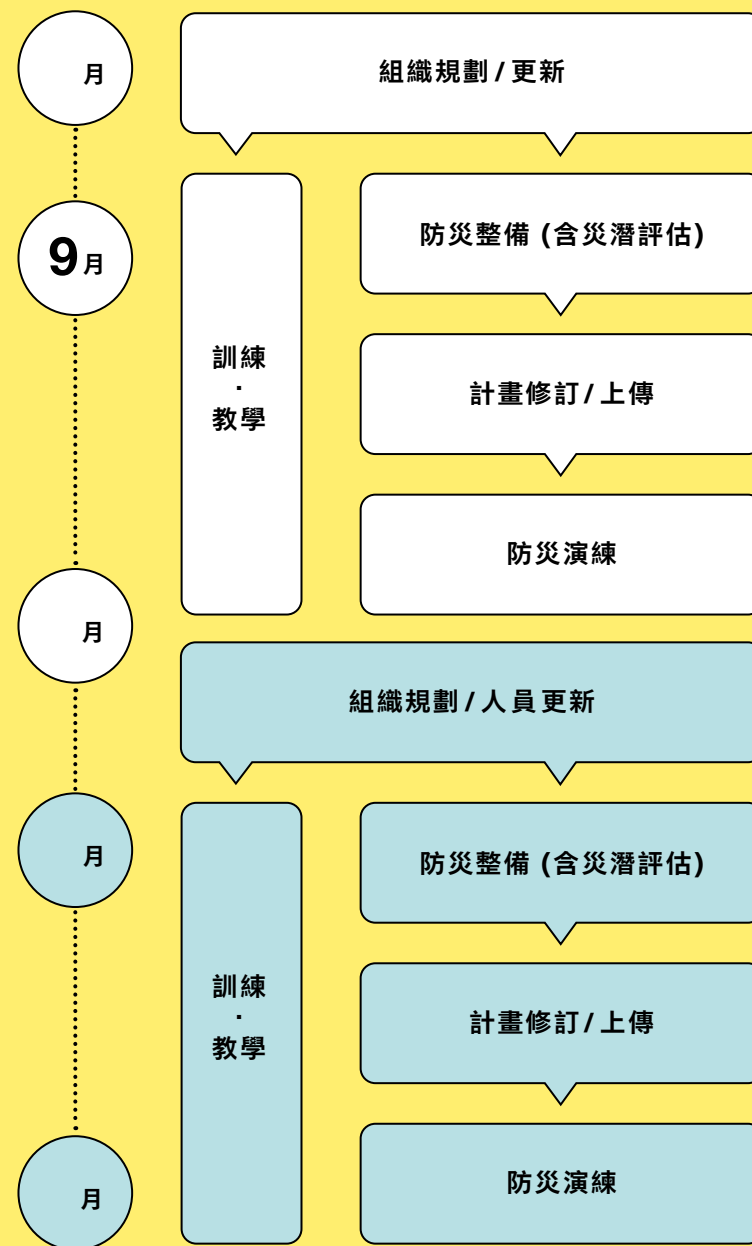 月
組織規劃 / 更新
9月
防災整備 (含災潛評估)
訓練
·
教學
計畫修訂 / 上傳
防災演練
月
組織規劃 / 人員更新
月
防災整備 (含災潛評估)
訓練
·
教學
計畫修訂 / 上傳
防災演練
月